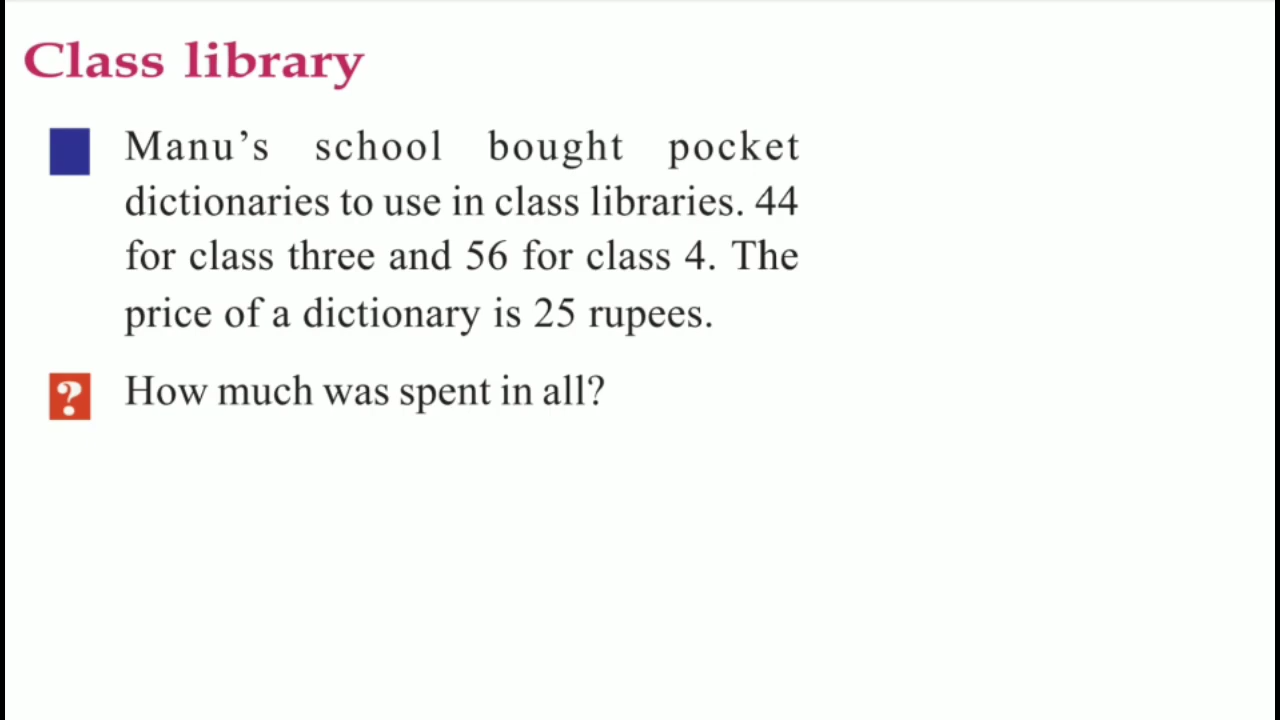 Class library
Manu’s school bought pocket
dictionaries to use in class libraries. 44
for class three and 56 for class 4. The
price of a dictionary is 25 rupees.
? How much was spent in all?